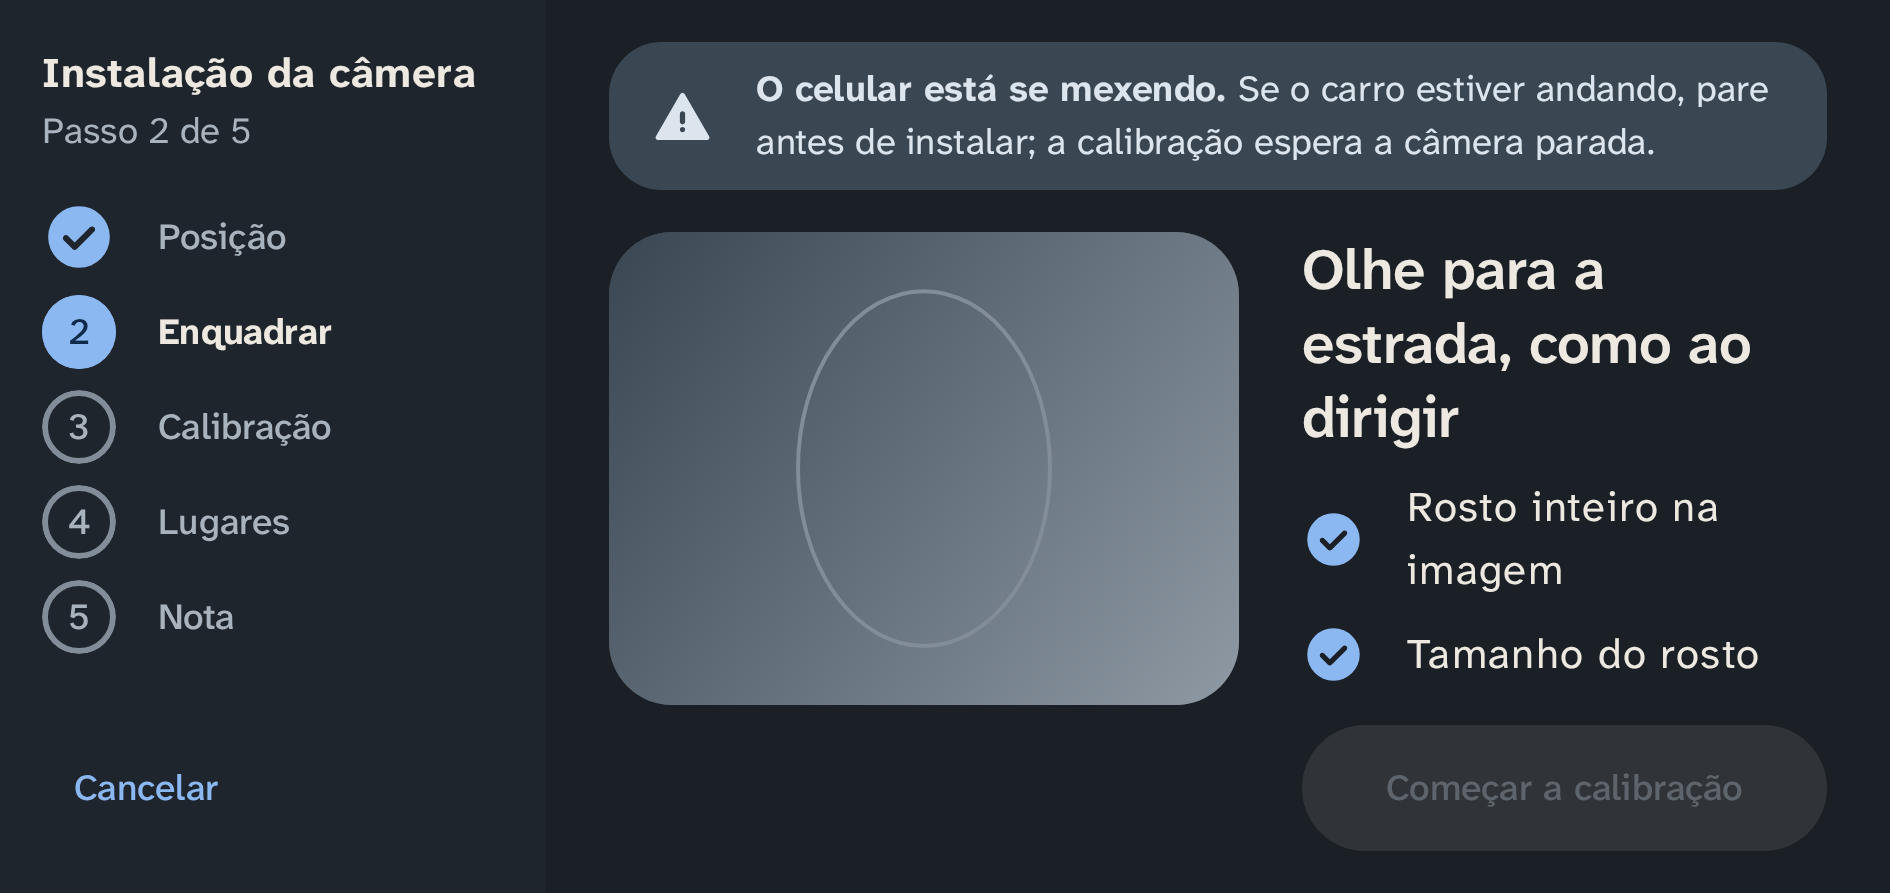 Instalação da câmera
Passo 2 de 5
Posição
2 Enquadrar
3 Calibração
4 Lugares
5 Nota
Cancelar
O celular está se mexendo. Se o carro estiver andando, pare
antes de instalar; a calibração espera a câmera parada.
Olhe para a
estrada, como ao
dirigir
Rosto inteiro na
imagem
Tamanho do rosto
Começar a calibração